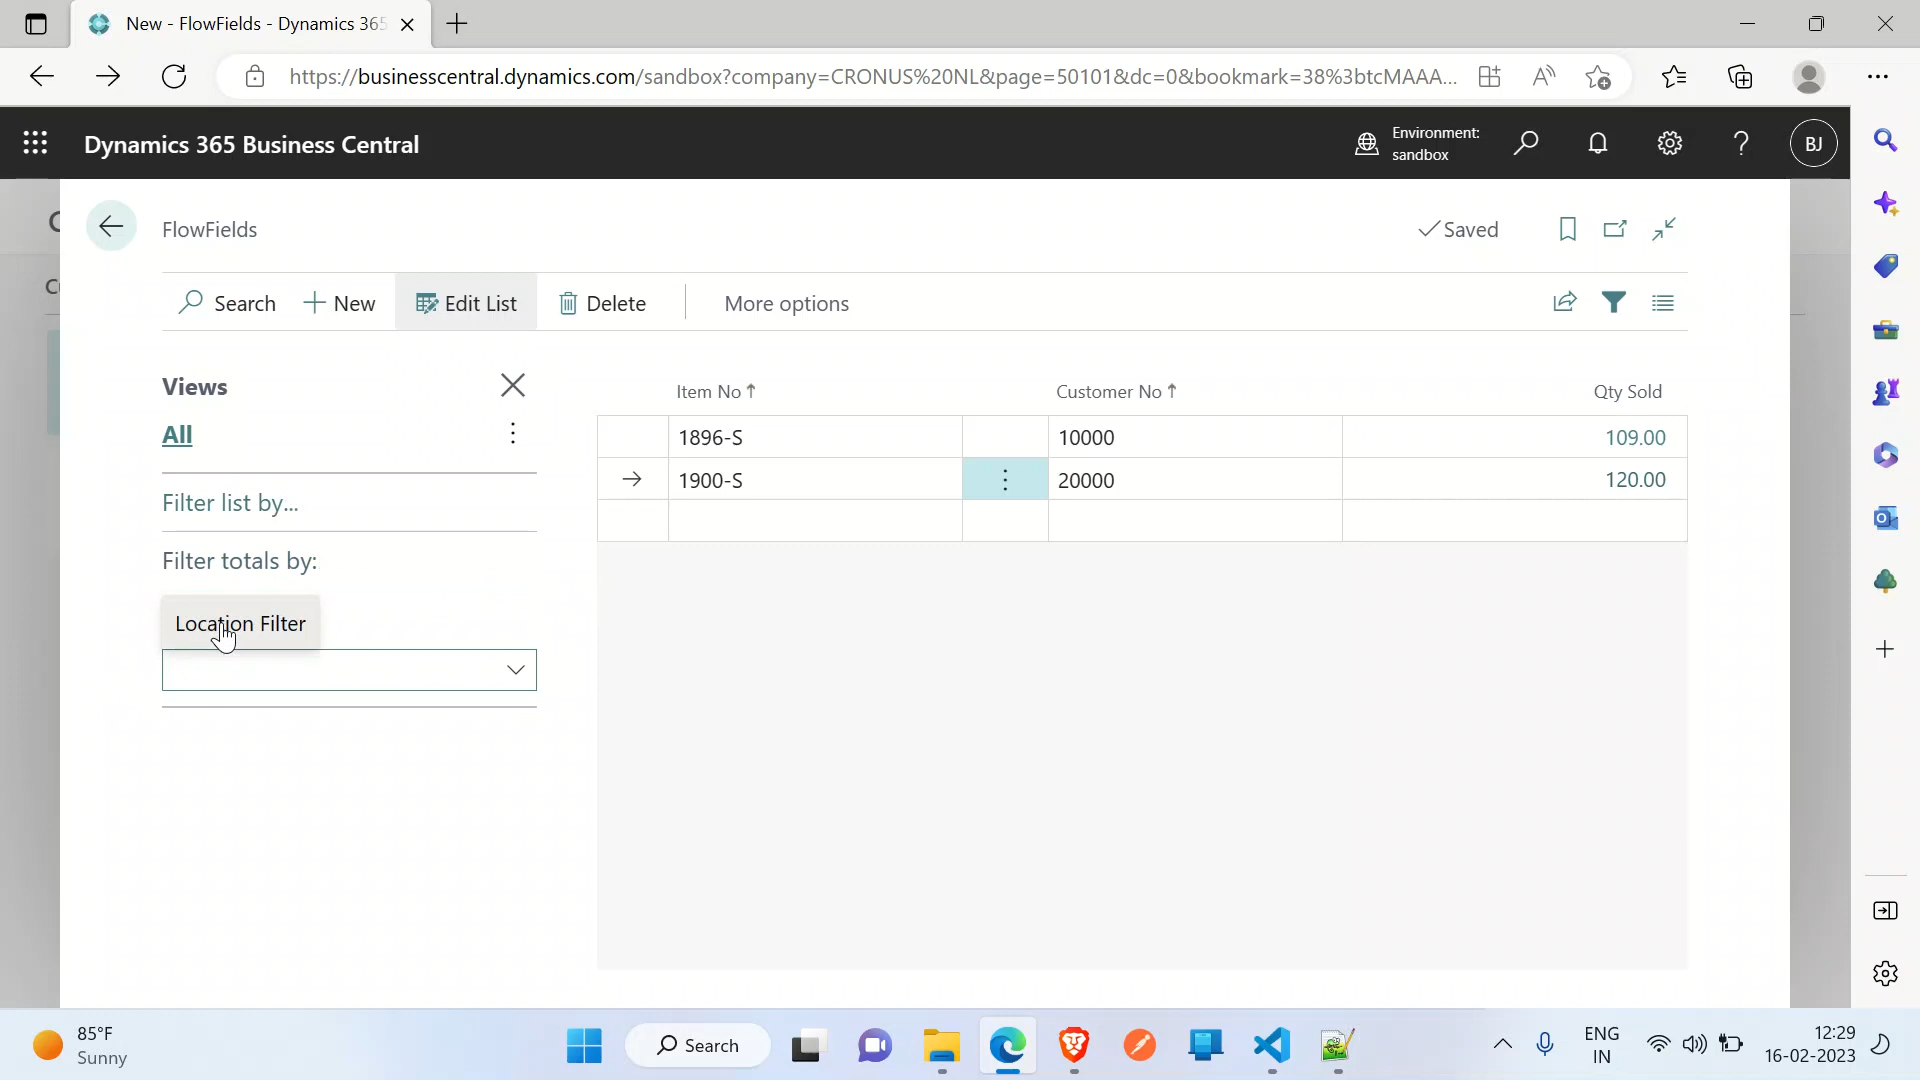 New - FlowFields - Dynamics 365
https://businesscentral.dynamics.com/sandbox?company=CRONUS%20NL&page=50101&dc=0&bookmark=38%3btcMAAA...
Dynamics 365 Business Central
Environment:
sandbox
BJ
FlowFields
Saved
Search
New
Edit List
Delete
More options
Views
All
Filter list by...
Filter totals by:
Location Filter
Item No ↑ Customer No ↑ Qty Sold
1896-S 10000 109.00
1900-S 20000 120.00
85°F
Sunny
Search
ENG
IN
12:29
16-02-2023